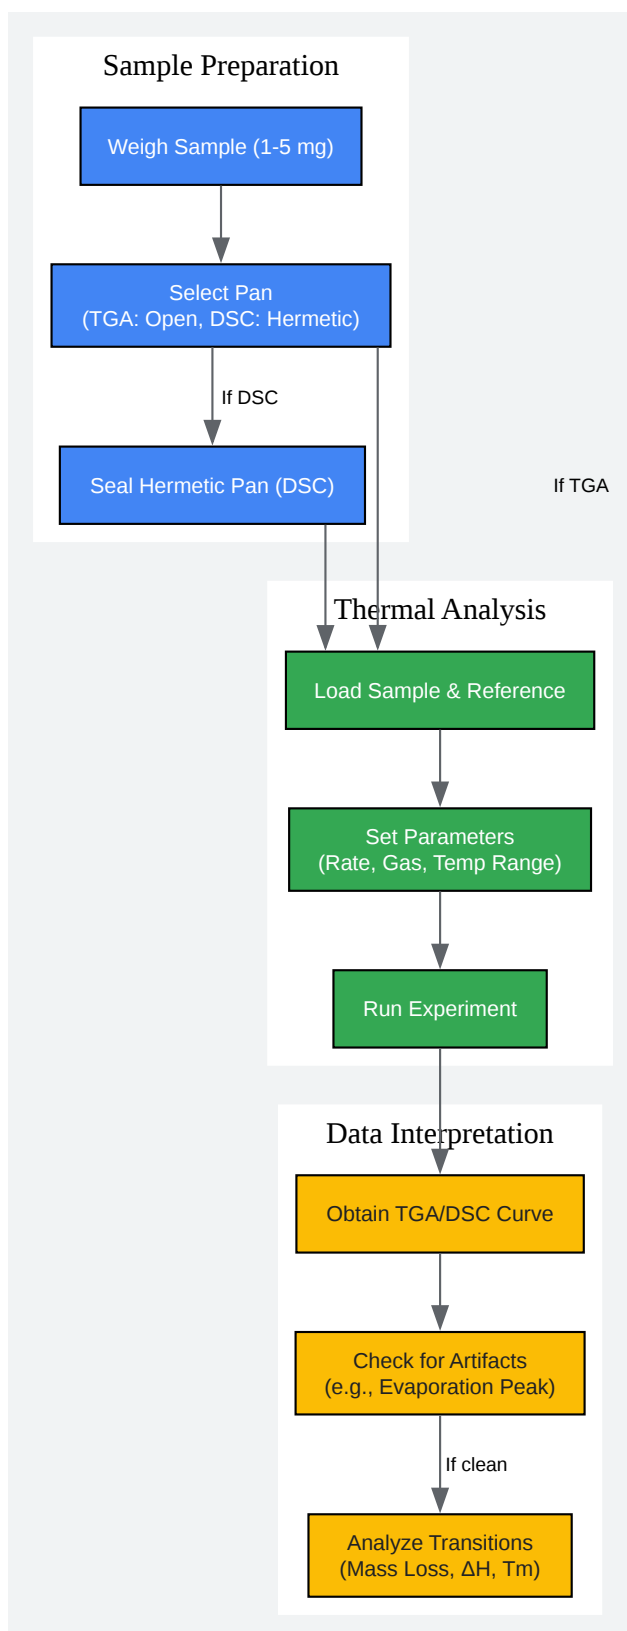 Sample Preparation
Weigh Sample (1-5 mg)
Select Pan
(TGA: Open, DSC: Hermetic)
If DSC
Seal Hermetic Pan (DSC)
If TGA
Thermal Analysis
Load Sample & Reference
Set Parameters
(Rate, Gas, Temp Range)
Run Experiment
Data Interpretation
Obtain TGA/DSC Curve
Check for Artifacts
(e.g., Evaporation Peak)
If clean
Analyze Transitions
(Mass Loss, ΔH, Tm)